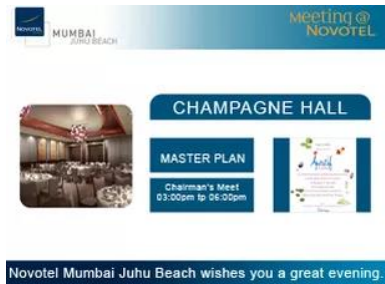 NOVOTEL
MUMBAI
JUHU BEACH
Meeting @
NOVOTEL
CHAMPAGNE HALL
MASTER PLAN
Chairman's Meet
03:00pm tp 06:00pm
Novotel Mumbai Juhu Beach wishes you a great evening.